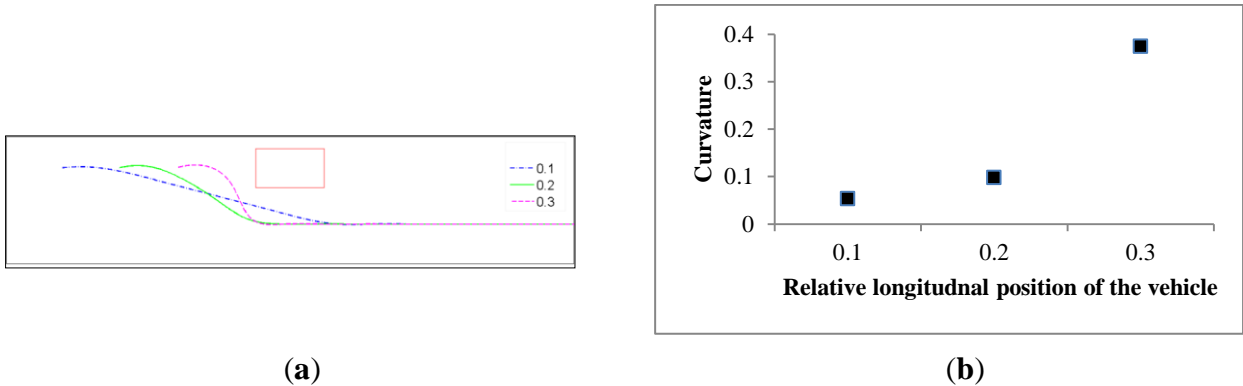 0.1
0.2
0.3
(a)
Curvature
0.4
0.3
0.2
0.1
0
0.1 0.2 0.3
Relative longitudnal position of the vehicle
(b)